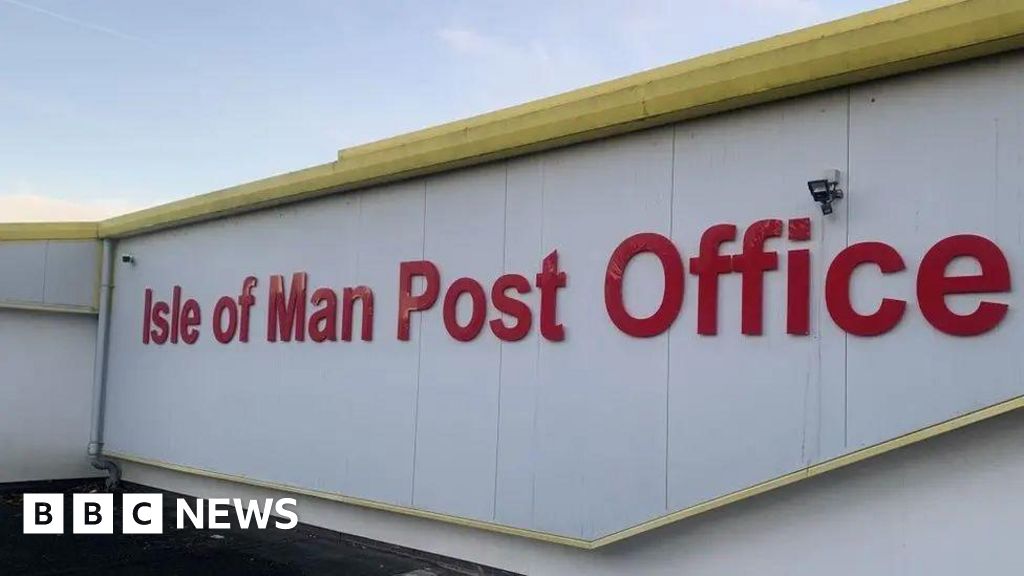 Isle of Man Post Office
BBC NEWS